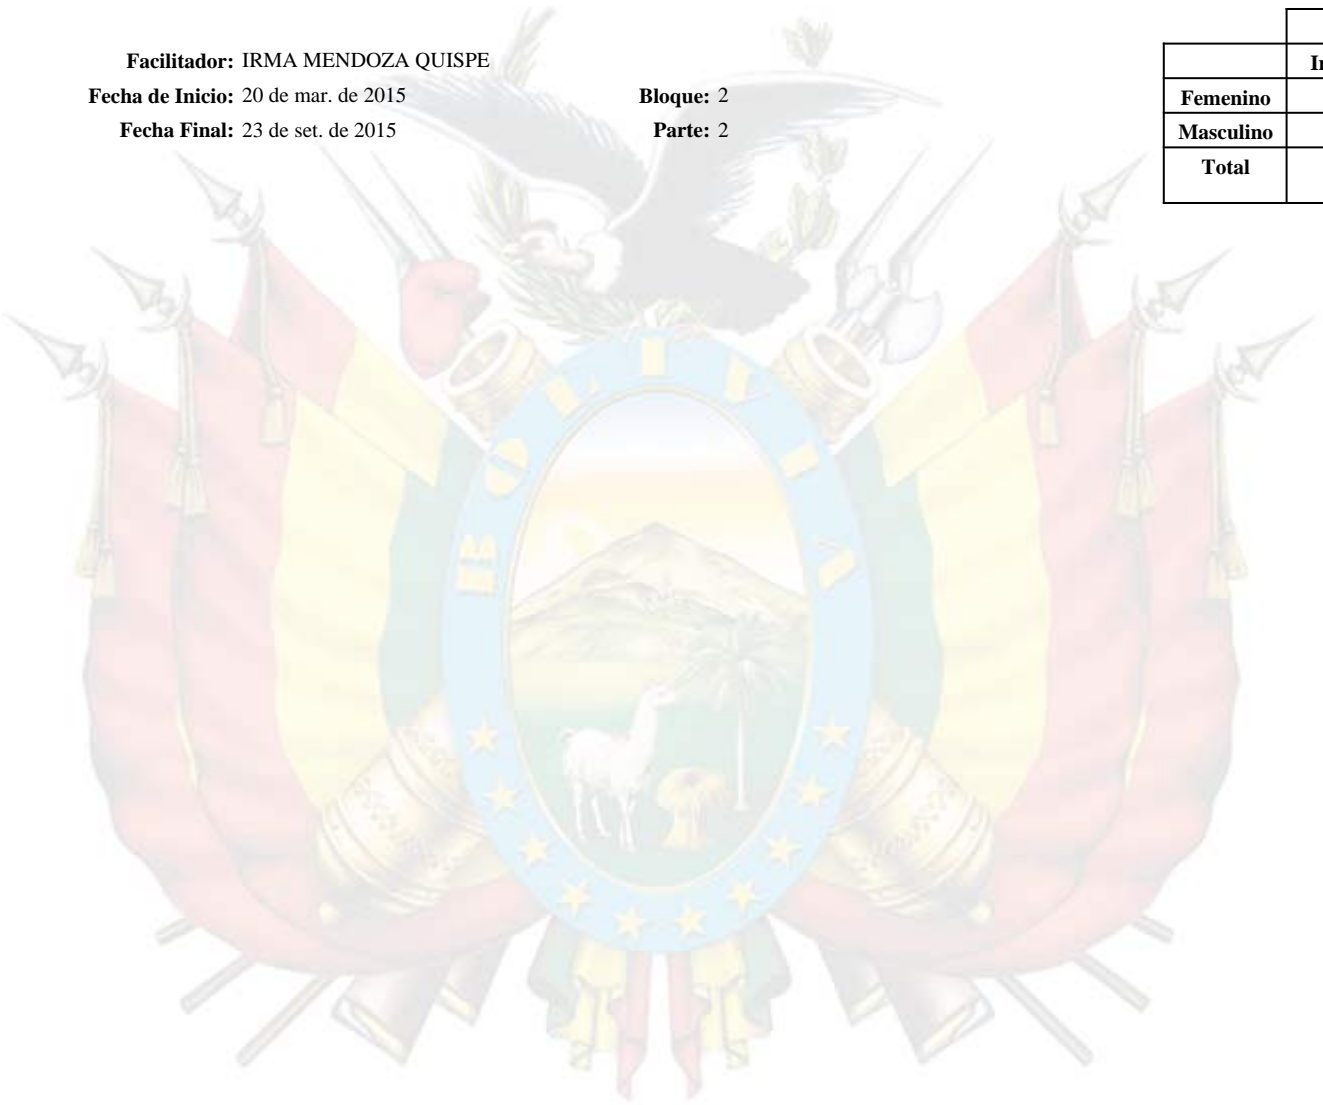 Facilitador: IRMA MENDOZA QUISPE
Fecha de Inicio: 20 de mar. de 2015 Bloque: 2
Fecha Final: 23 de set. de 2015 Parte: 2
Femenino
Masculino
Total
BOLIVIA